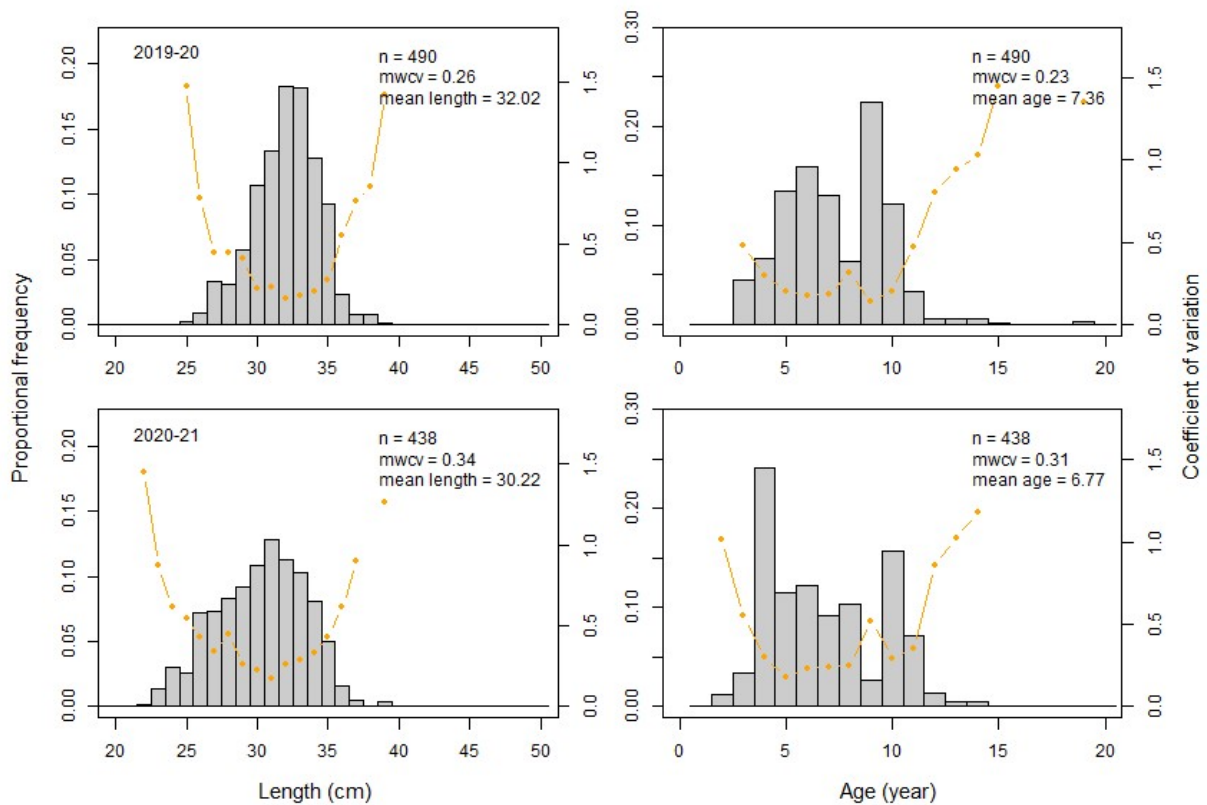 2019-20
n = 490
mwcv = 0.26
mean length = 32.02
0.00 0.05 0.10 0.15 0.20
0.0 0.5 1.0 1.5
20 25 30 35 40 45 50
n = 490
mwcv = 0.23
mean age = 7.36
0.00 0.10 0.20 0.30
0.0 0.5 1.0 1.5
0 5 10 15 20
2020-21
n = 438
mwcv = 0.34
mean length = 30.22
0.00 0.05 0.10 0.15 0.20
0.0 0.5 1.0 1.5
20 25 30 35 40 45 50
n = 438
mwcv = 0.31
mean age = 6.77
0.00 0.10 0.20 0.30
0.0 0.5 1.0 1.5
0 5 10 15 20
Proportional frequency
Coefficient of variation
Length (cm)
Age (year)